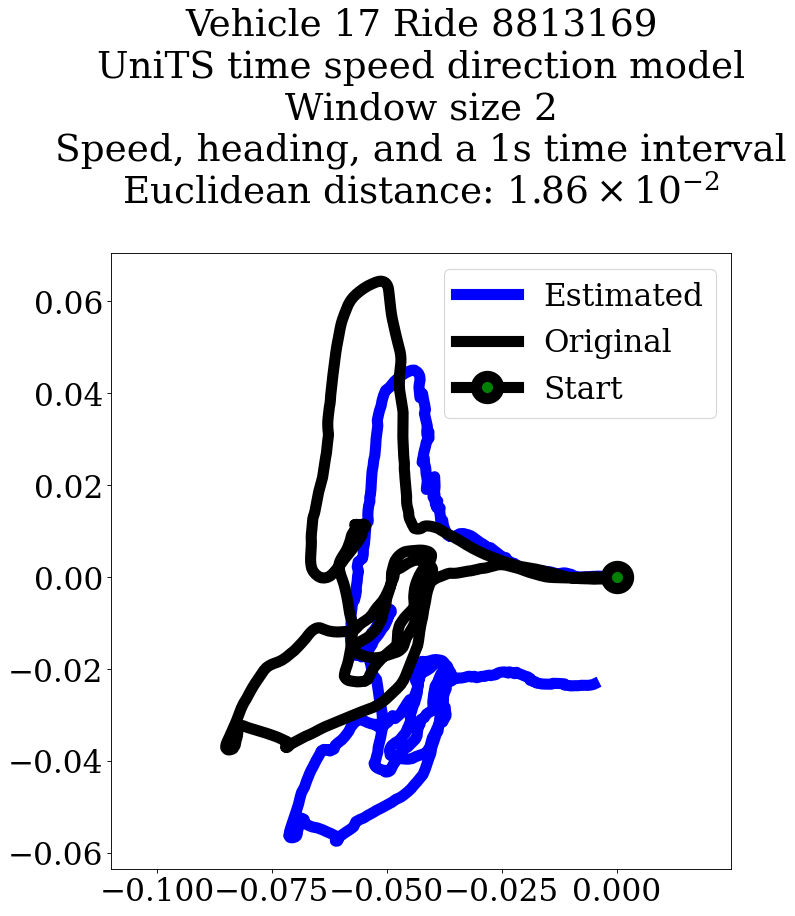 Vehicle 17 Ride 8813169
UniTS time speed direction model
Window size 2
Speed, heading, and a 1s time interval
Euclidean distance: 1.86 × 10⁻²
Estimated
Original
Start
0.06
0.04
0.02
0.00
−0.02
−0.04
−0.06
−0.100 −0.075 −0.050 −0.025 0.000